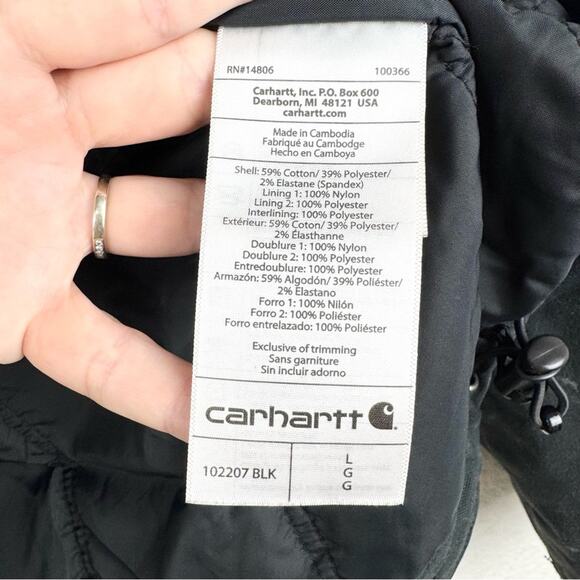 RN#14806 100366
Carhartt, Inc. P.O. Box 600
Dearborn, MI 48121 USA
carhartt.com
Made in Cambodia
Fabriqué au Cambodge
Hecho en Camboya
Shell: 59% Cotton/ 39% Polyester/
2% Elastane (Spandex)
Lining 1: 100% Nylon
Lining 2: 100% Polyester
Interlining: 100% Polyester
Extérieur: 59% Coton/ 39% Polyester/
2% Élasthanne
Doublure 1: 100% Nylon
Doublure 2: 100% Polyester
Entredoublure: 100% Polyester
Armazón: 59% Algodón/ 39% Poliéster/
2% Elastano
Forro 1: 100% Nilón
Forro 2: 100% Poliéster
Forro entrelazado: 100% Poliéster
Exclusive of trimming
Sans garniture
Sin incluir adorno
carhartt
102207 BLK
L
G
G